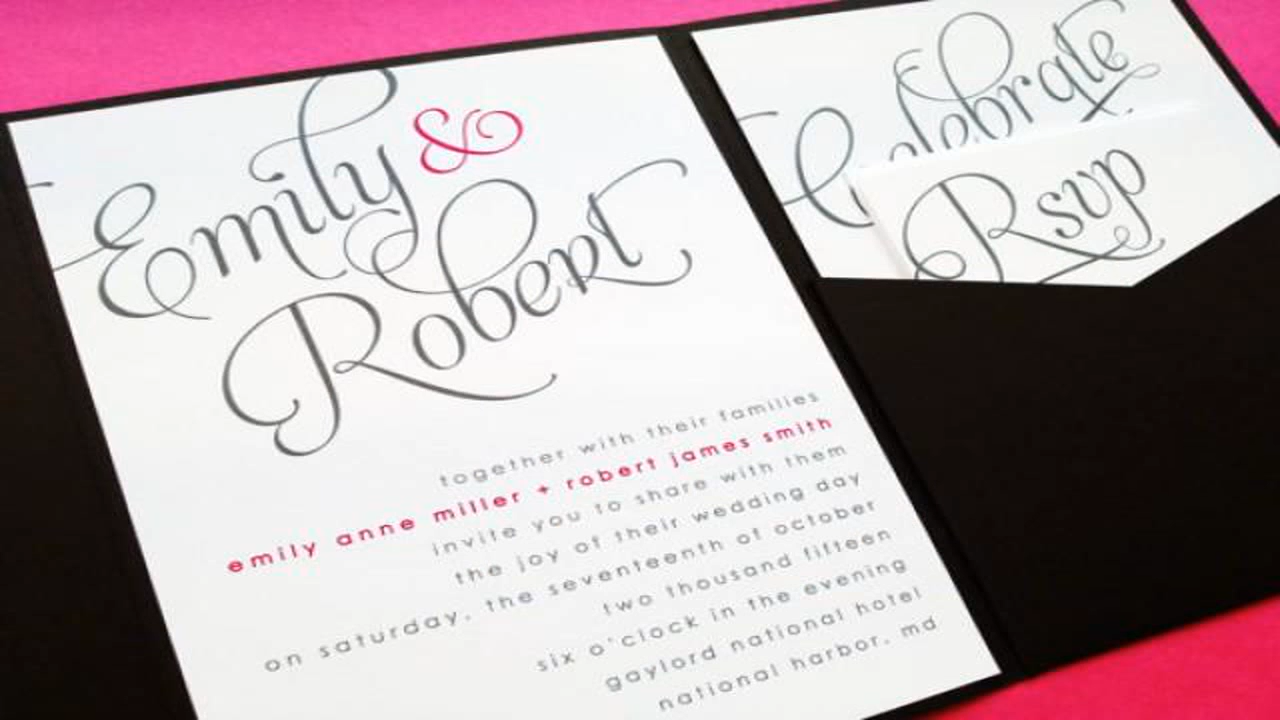 Emily &
Robert
together with their families
emily anne miller + robert james smith
invite you to share with them
the joy of their wedding day
on saturday, the seventeenth of october
two thousand fifteen
six o'clock in the evening
gaylord national hotel
national harbor, md
Celebrate
Rsvp